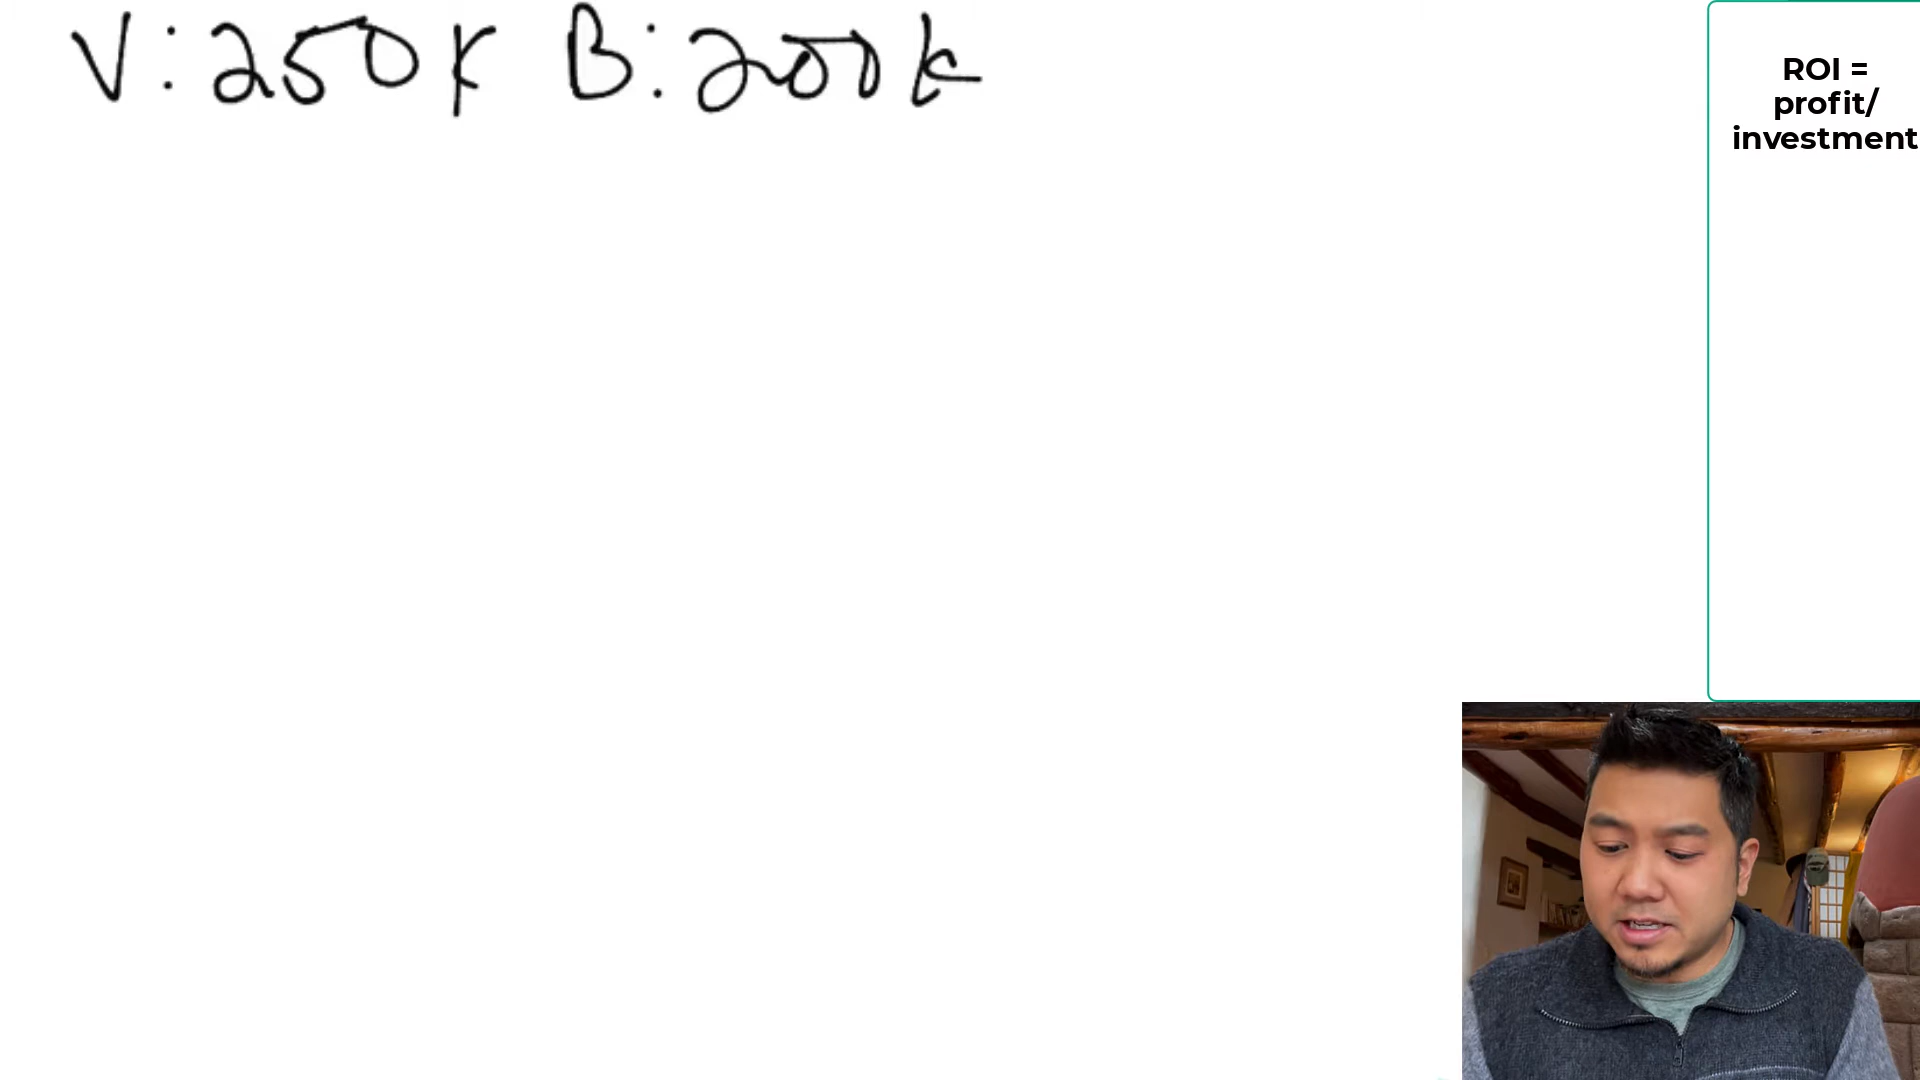 V: 250k B: 200k
ROI =
profit/
investment